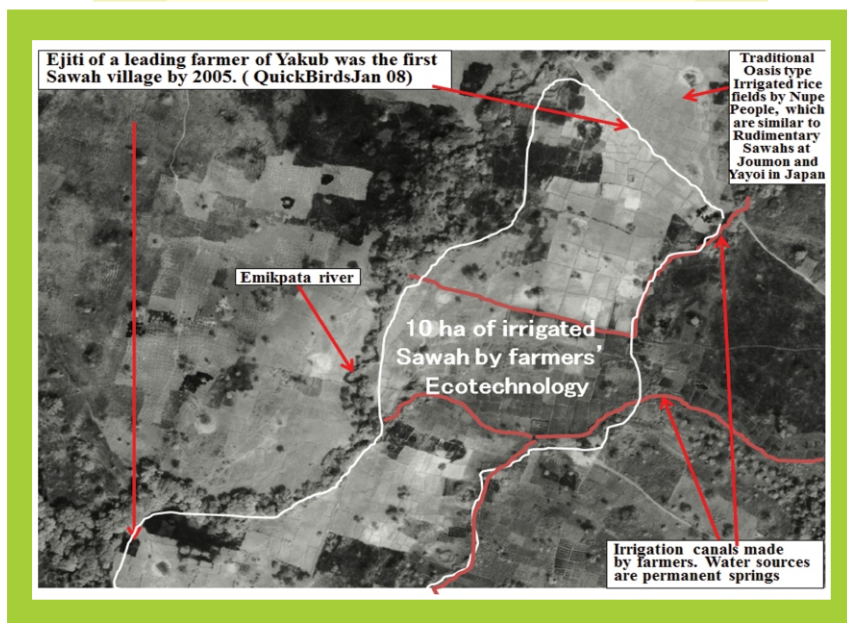 Ejiti of a leading farmer of Yakub was the first
Sawah village by 2005. ( QuickBirdsJan 08)
Traditional
Oasis type
Irrigated rice
fields by Nupe
People, which
are similar to
Rudimentary
Sawahs at
Joumon and
Yayoi in Japan
Emikpata river
10 ha of irrigated
Sawah by farmers'
Ecotechnology
Irrigation canals made
by farmers. Water sources
are permanent springs